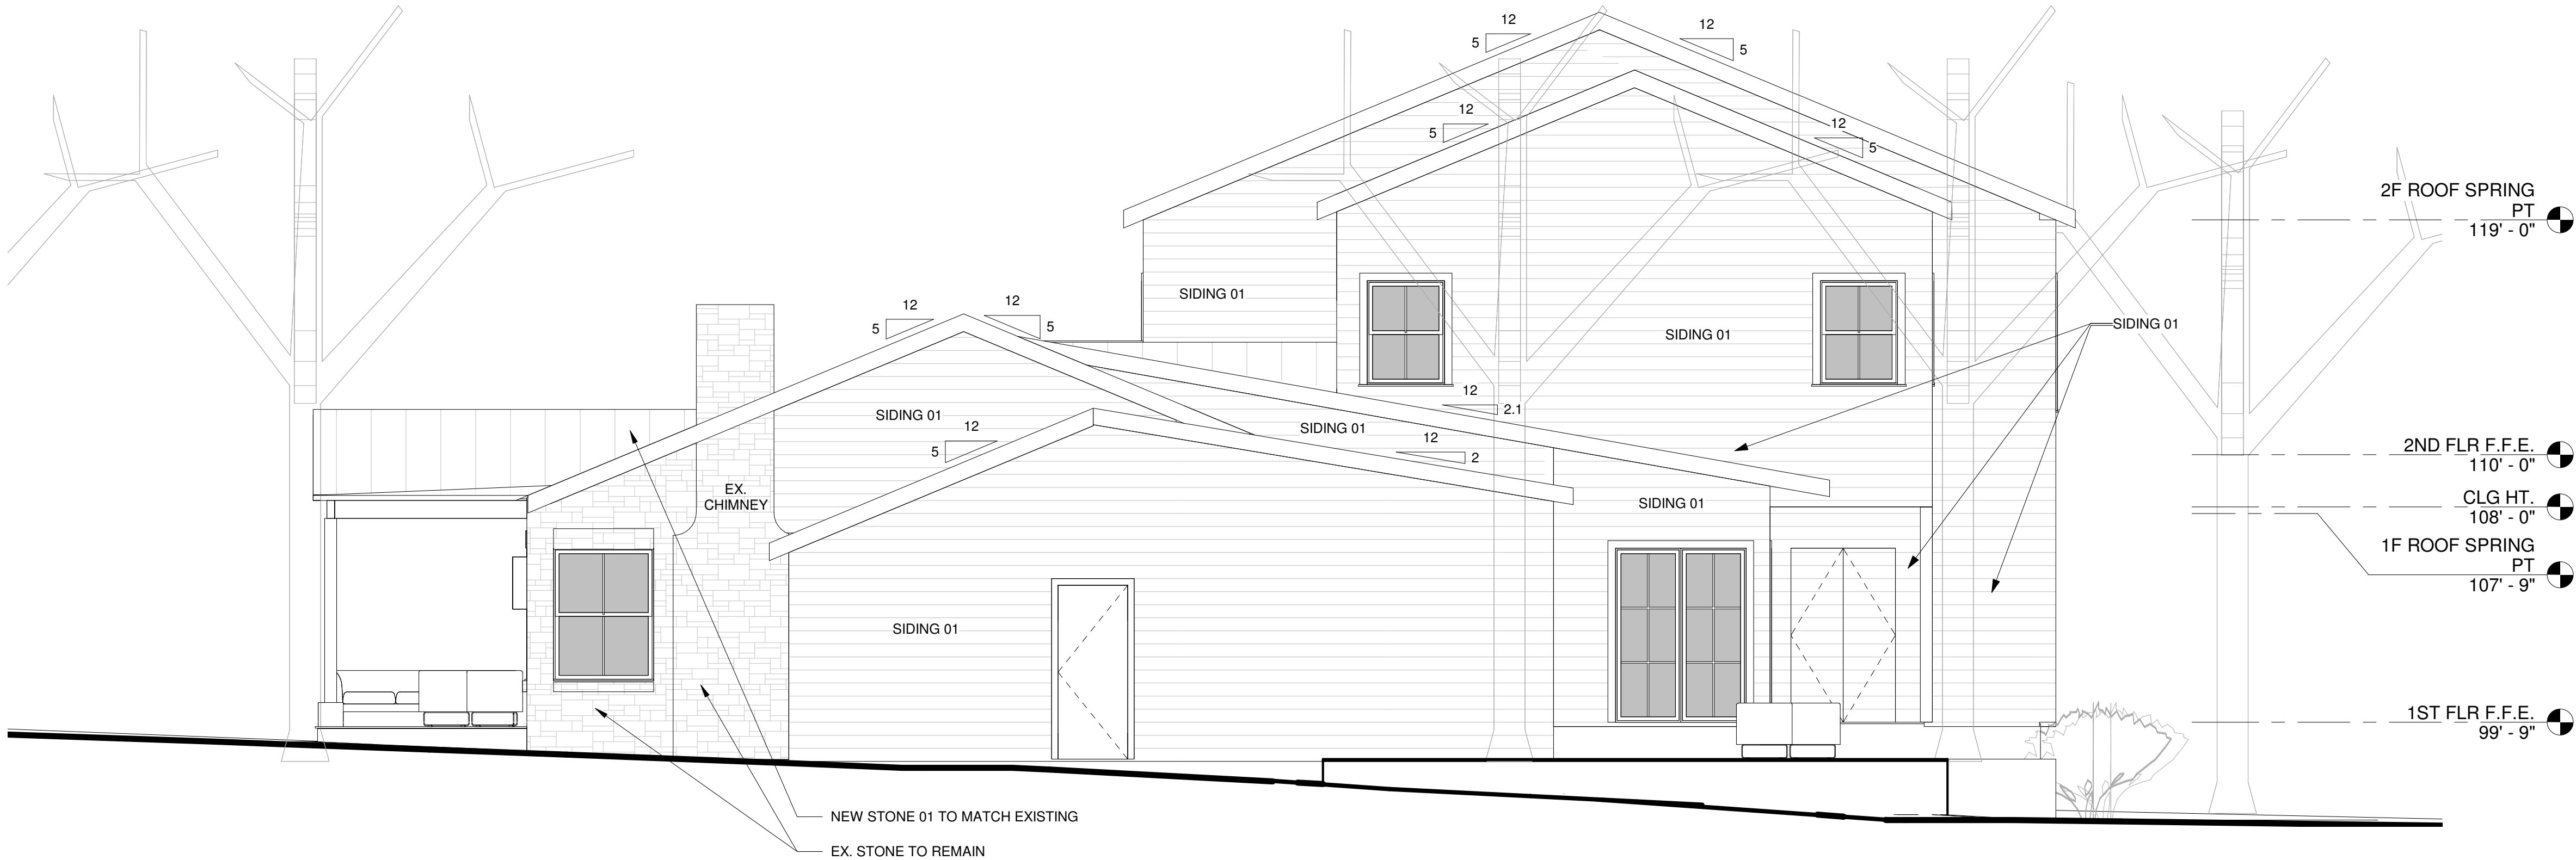 12
5
12
5
12
5
12
5
2F ROOF SPRING
PT
119' - 0"
SIDING 01
12
5
12
5
SIDING 01
SIDING 01
12
2.1
SIDING 01
12
5
SIDING 01
12
2
2ND FLR F.F.E.
110' - 0"
EX.
CHIMNEY
SIDING 01
CLG HT.
108' - 0"
1F ROOF SPRING
PT
107' - 9"
SIDING 01
1ST FLR F.F.E.
99' - 9"
NEW STONE 01 TO MATCH EXISTING
EX. STONE TO REMAIN